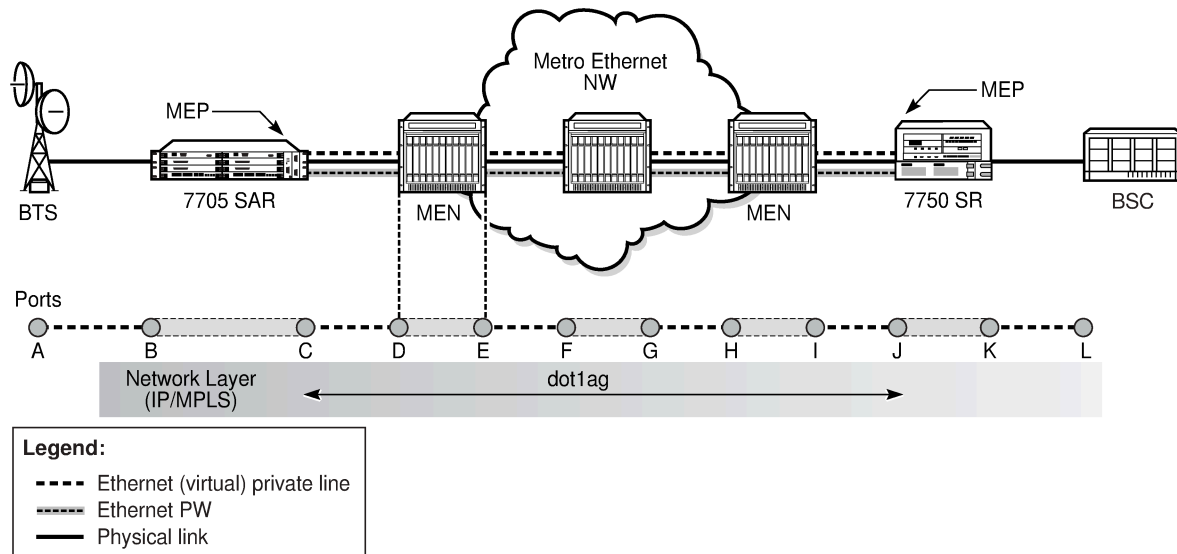 Metro Ethernet
NW
MEP
MEP
BTS
7705 SAR
MEN
MEN
7750 SR
BSC
Ports
A
B
C
D
E
F
G
H
I
J
K
L
Network Layer
(IP/MPLS)
dot1ag
Legend:
Ethernet (virtual) private line
Ethernet PW
Physical link